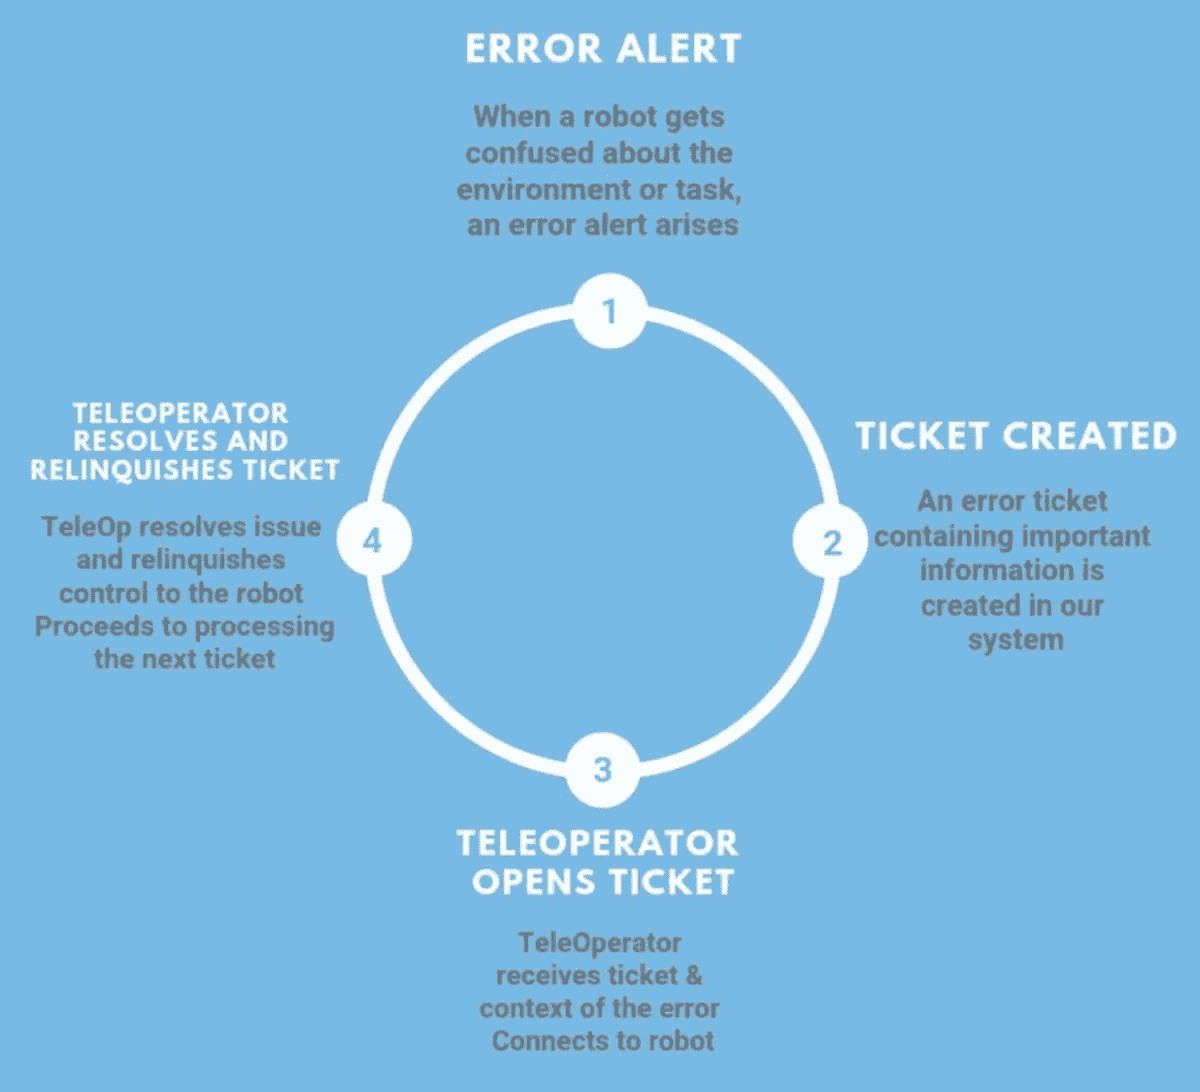 ERROR ALERT
When a robot gets
confused about the
environment or task,
an error alert arises
1
TICKET CREATED
2
An error ticket
containing important
information is
created in our
system
3
TELEOPERATOR
OPENS TICKET
TeleOperator
receives ticket &
context of the error
Connects to robot
TELEOPERATOR
RESOLVES AND
RELINQUISHES TICKET
4
TeleOp resolves issue
and relinquishes
control to the robot
Proceeds to processing
the next ticket